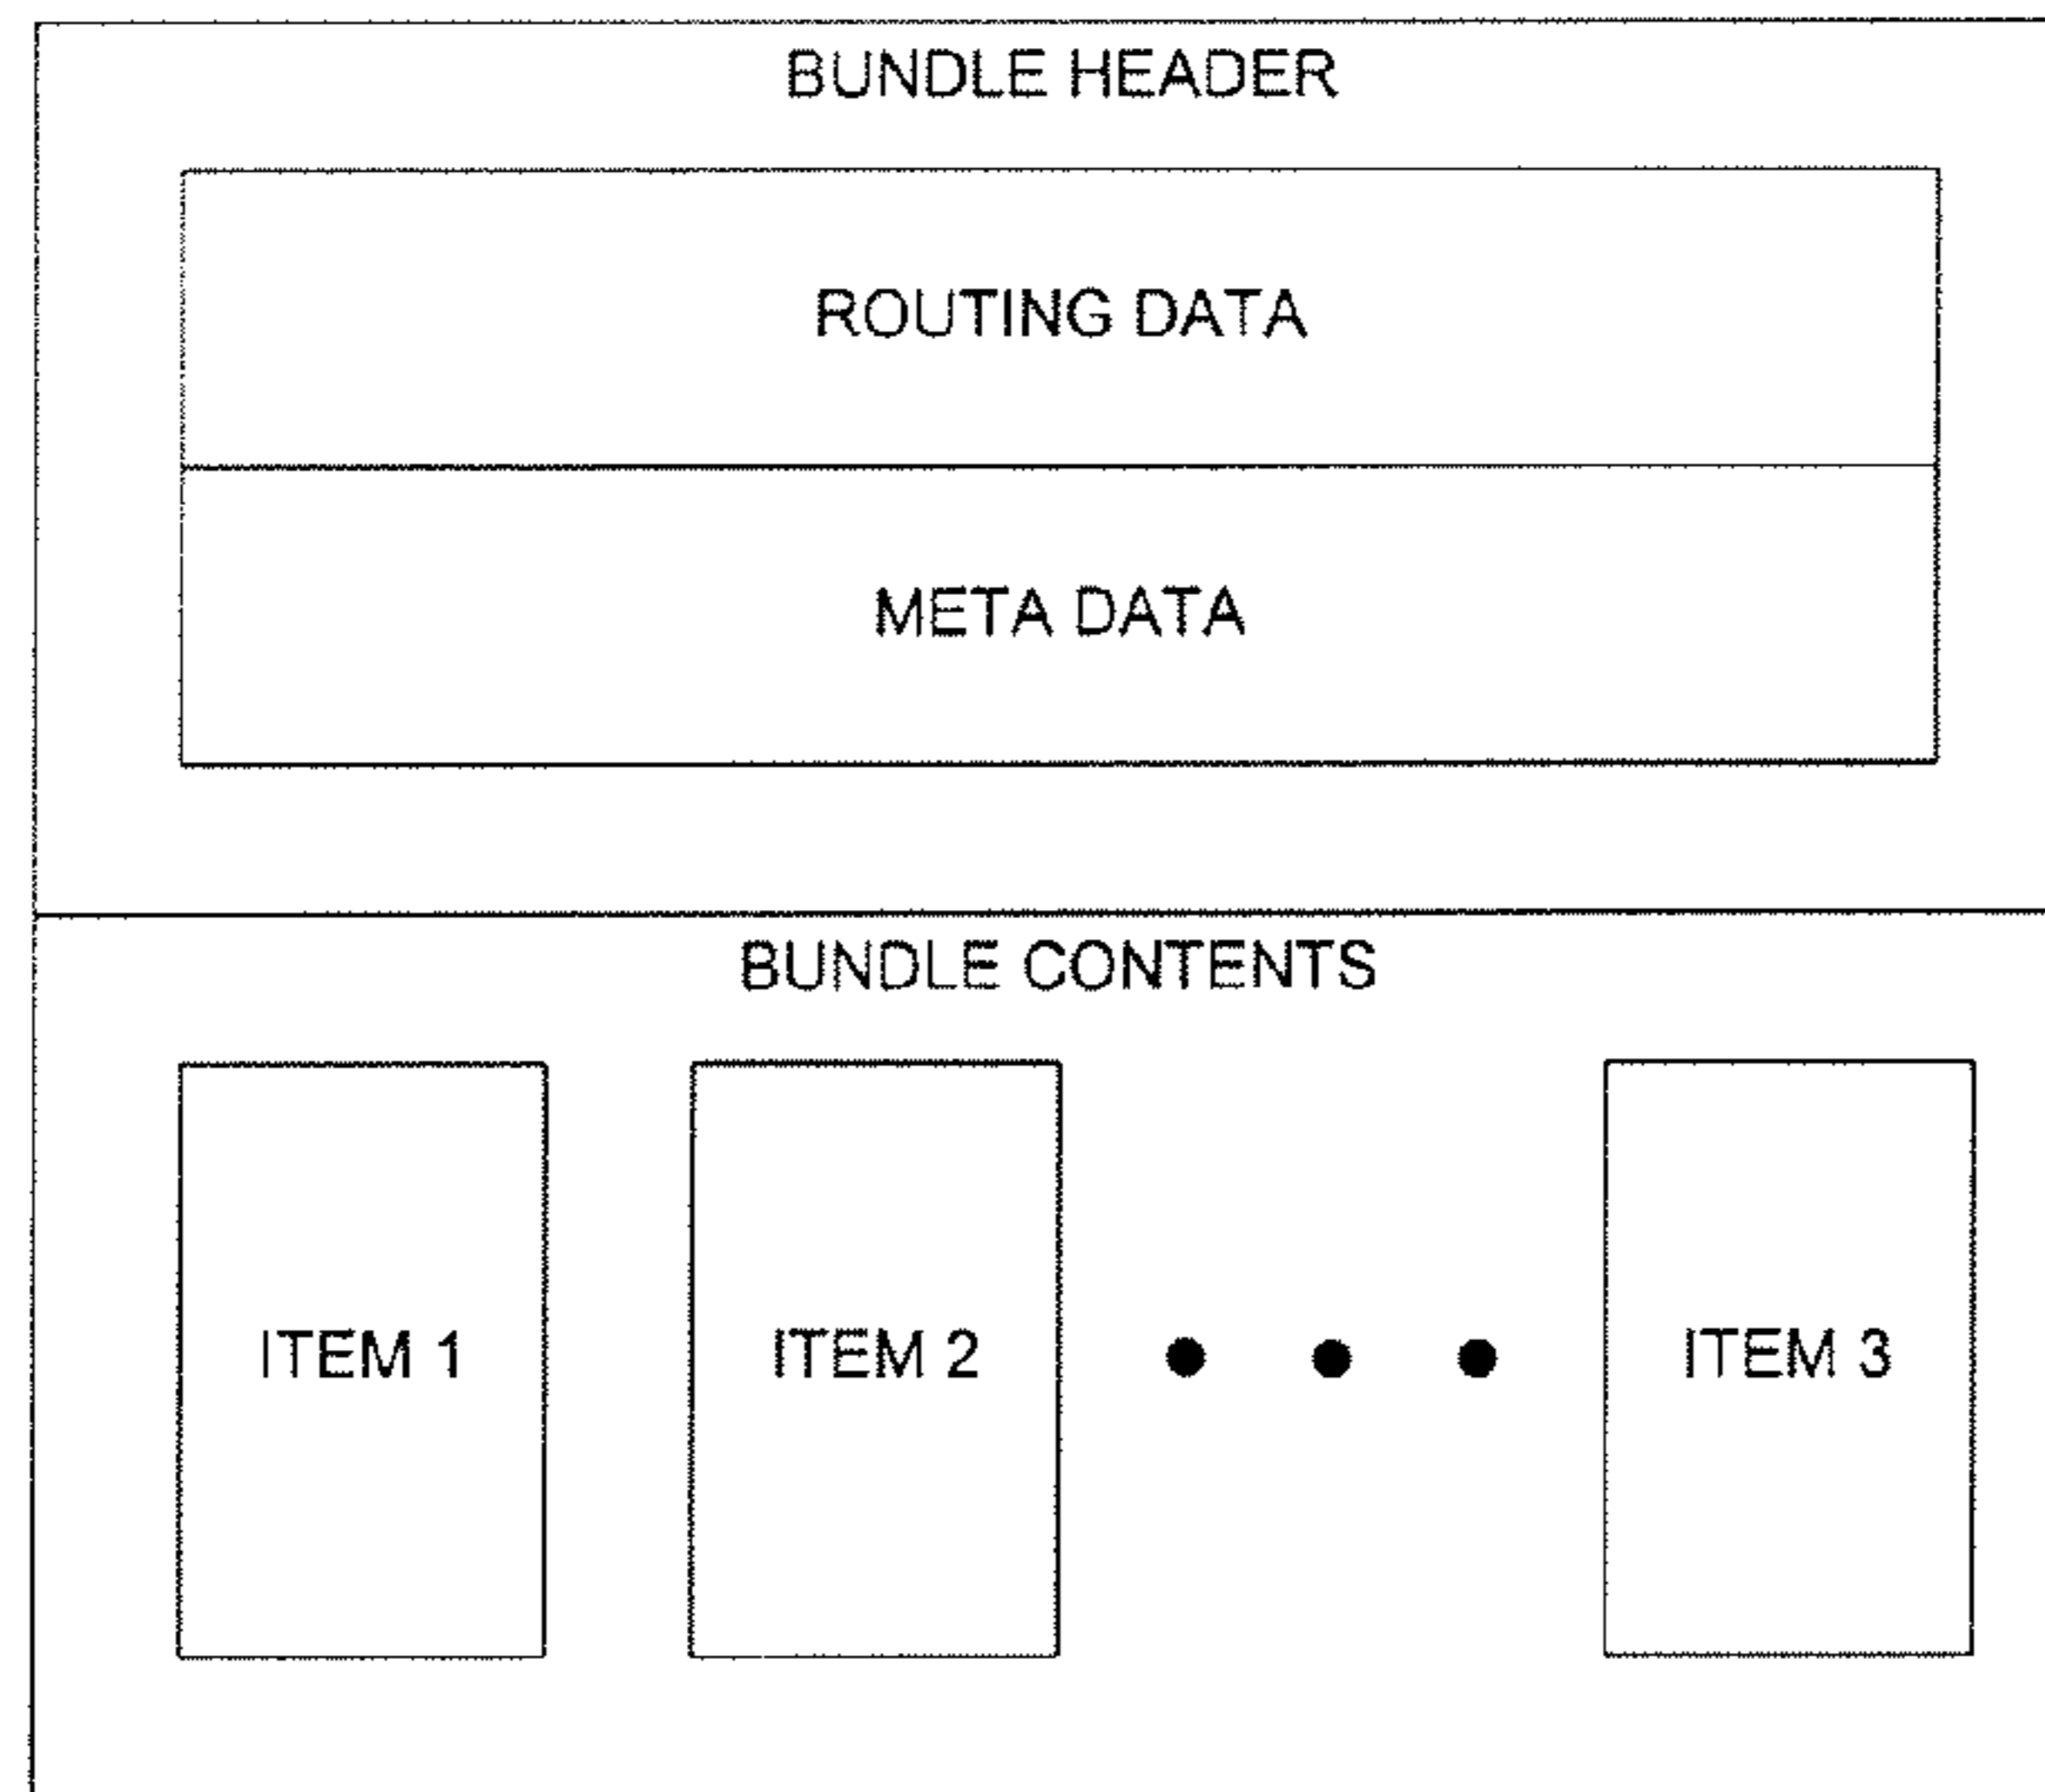 BUNDLE HEADER
ROUTING DATA
META DATA
BUNDLE CONTENTS
ITEM 1
ITEM 2
ITEM 3